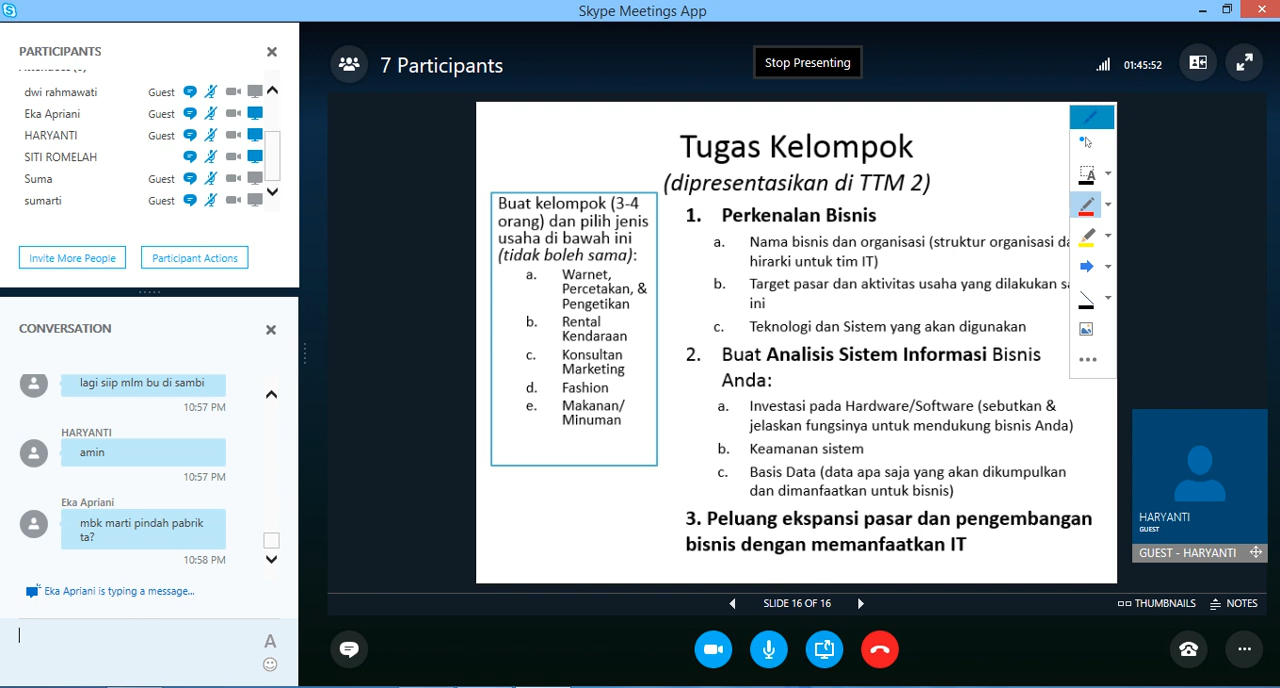 Skype Meetings App
PARTICIPANTS
dwi rahmawati Guest
Eka Apriani Guest
HARYANTI Guest
SITI ROMELAH
Suma Guest
sumarti Guest
Invite More People
Participant Actions
CONVERSATION
lagi siip mlm bu di sambi
10:57 PM
HARYANTI
amin
10:57 PM
Eka Apriani
mbk marti pindah pabrik
ta?
10:58 PM
Eka Apriani is typing a message...
A
7 Participants
Stop Presenting
01:45:52
Tugas Kelompok
(dipresentasikan di TTM 2)
Buat kelompok (3-4
orang) dan pilih jenis
usaha di bawah ini
(tidak boleh sama):
a. Warnet,
Percetakan, &
Pengetikan
b. Rental
Kendaraan
c. Konsultan
Marketing
d. Fashion
e. Makanan/
Minuman
1. Perkenalan Bisnis
a. Nama bisnis dan organisasi (struktur organisasi da
hirarki untuk tim IT)
b. Target pasar dan aktivitas usaha yang dilakukan sa
ini
c. Teknologi dan Sistem yang akan digunakan
2. Buat Analisis Sistem Informasi Bisnis
Anda:
a. Investasi pada Hardware/Software (sebutkan &
jelaskan fungsinya untuk mendukung bisnis Anda)
b. Keamanan sistem
c. Basis Data (data apa saja yang akan dikumpulkan
dan dimanfaatkan untuk bisnis)
3. Peluang ekspansi pasar dan pengembangan
bisnis dengan memanfaatkan IT
A
HARYANTI
GUEST
GUEST - HARYANTI
SLIDE 16 OF 16
THUMBNAILS
NOTES